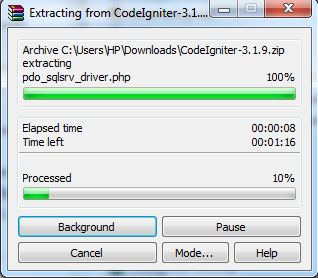 Extracting from CodeIgniter-3.1....
Archive C:\Users\HP\Downloads\CodeIgniter-3.1.9.zip
extracting
pdo_sqlsrv_driver.php 100%
Elapsed time 00:00:08
Time left 00:01:16
Processed 10%
Background Pause
Cancel Mode... Help